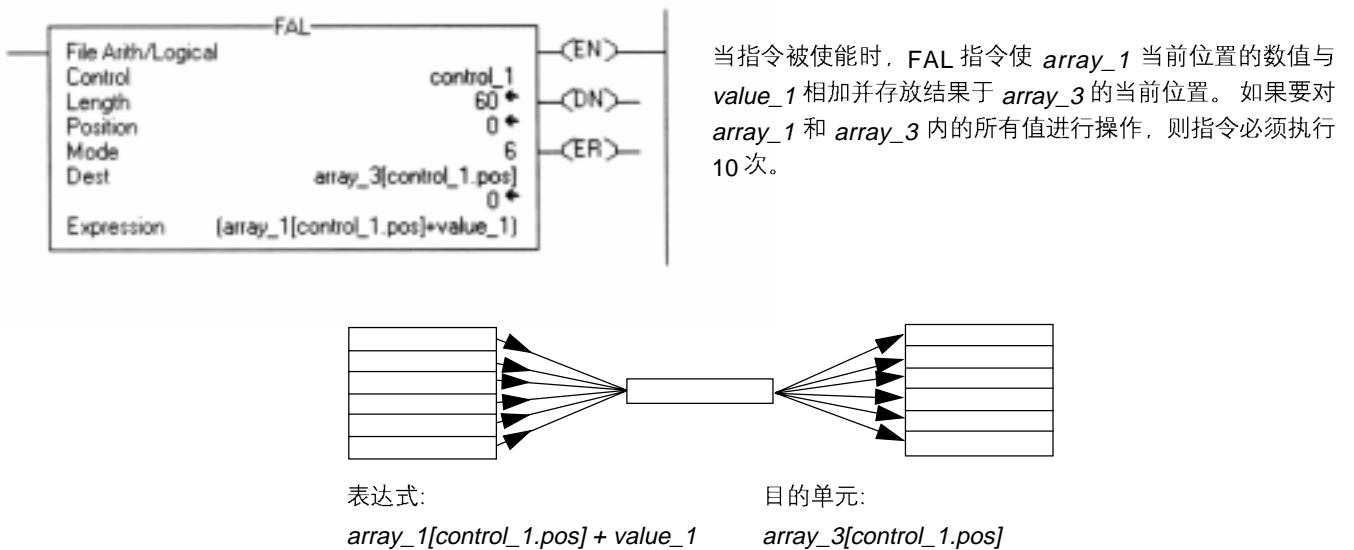 FAL
File Arith/Logical
Control control_1
Length 60
Position 0
Mode 6
Dest array_3[control_1.pos]
0
Expression (array_1[control_1.pos]+value_1)
(EN)
(DN)
(ER)
当指令被使能时，FAL 指令使 array_1 当前位置的数值与
value_1 相加并存放结果于 array_3 的当前位置。 如果要对
array_1 和 array_3 内的所有值进行操作，则指令必须执行
10 次。
表达式:
array_1[control_1.pos] + value_1
目的单元:
array_3[control_1.pos]